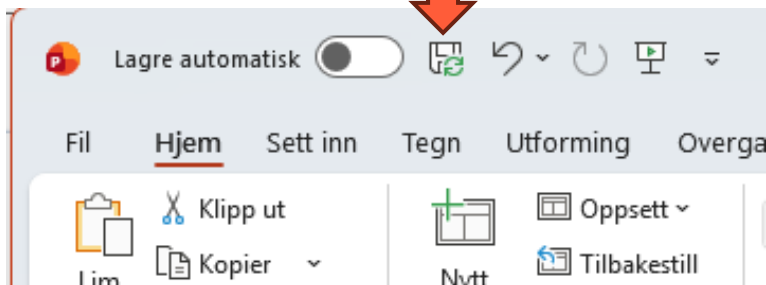 Lagre automatisk
Fil Hjem Sett inn Tegn Utforming
Klipp ut Oppsett
Kopier Tilbakestill
Lim Nytt